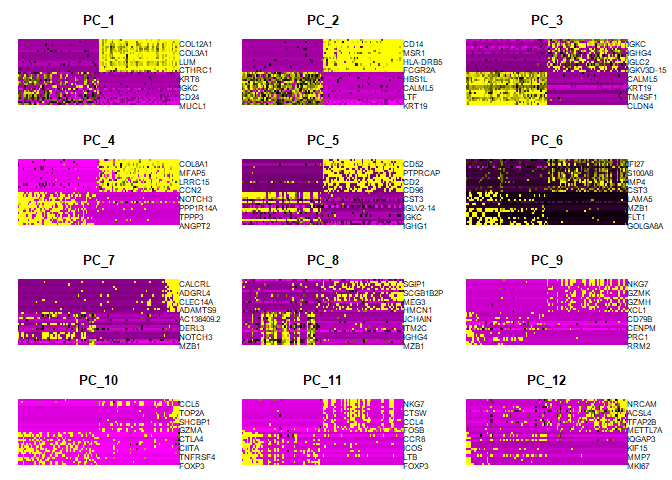 PC_1
COL12A1
COL3A1
LUM
CTHRC1
KRT8
IGKC
CD24
MUCL1
PC_2
CD14
MSR1
HLA-DRB5
FCGR2A
HBS1L
CALML5
LTF
KRT19
PC_3
IGKC
IGHG4
IGLC2
IGKV3D-15
CALML5
KRT19
TM4SF1
CLDN4
PC_4
COL8A1
MFAP5
LRRC15
CCN2
NOTCH3
PPP1R14A
TPPP3
ANGPT2
PC_5
CD52
PTPRCAP
CD2
CD96
CST3
IGLV2-14
IGKC
IGHG1
PC_6
IFI27
S100A8
IMP4
CST3
LAMA5
MZB1
FLT1
GOLGA8A
PC_7
CALCRL
ADGRL4
CLEC14A
ADAMTS9
AC138409.2
DERL3
NOTCH3
MZB1
PC_8
SGIP1
SCGB1B2P
MEG3
HMCN1
JCHAIN
ITM2C
IGHG4
MZB1
PC_9
NKG7
GZMK
GZMH
XCL1
CD79B
CENPM
PRC1
RRM2
PC_10
CCL5
TOP2A
SHCBP1
GZMA
CTLA4
CIITA
TNFRSF4
FOXP3
PC_11
NKG7
CTSW
CCL4
FOSB
CCR8
ICOS
LTB
FOXP3
PC_12
NRCAM
ACSL4
TFAP2B
METTL7A
IQGAP3
KIF15
MMP7
MKI67